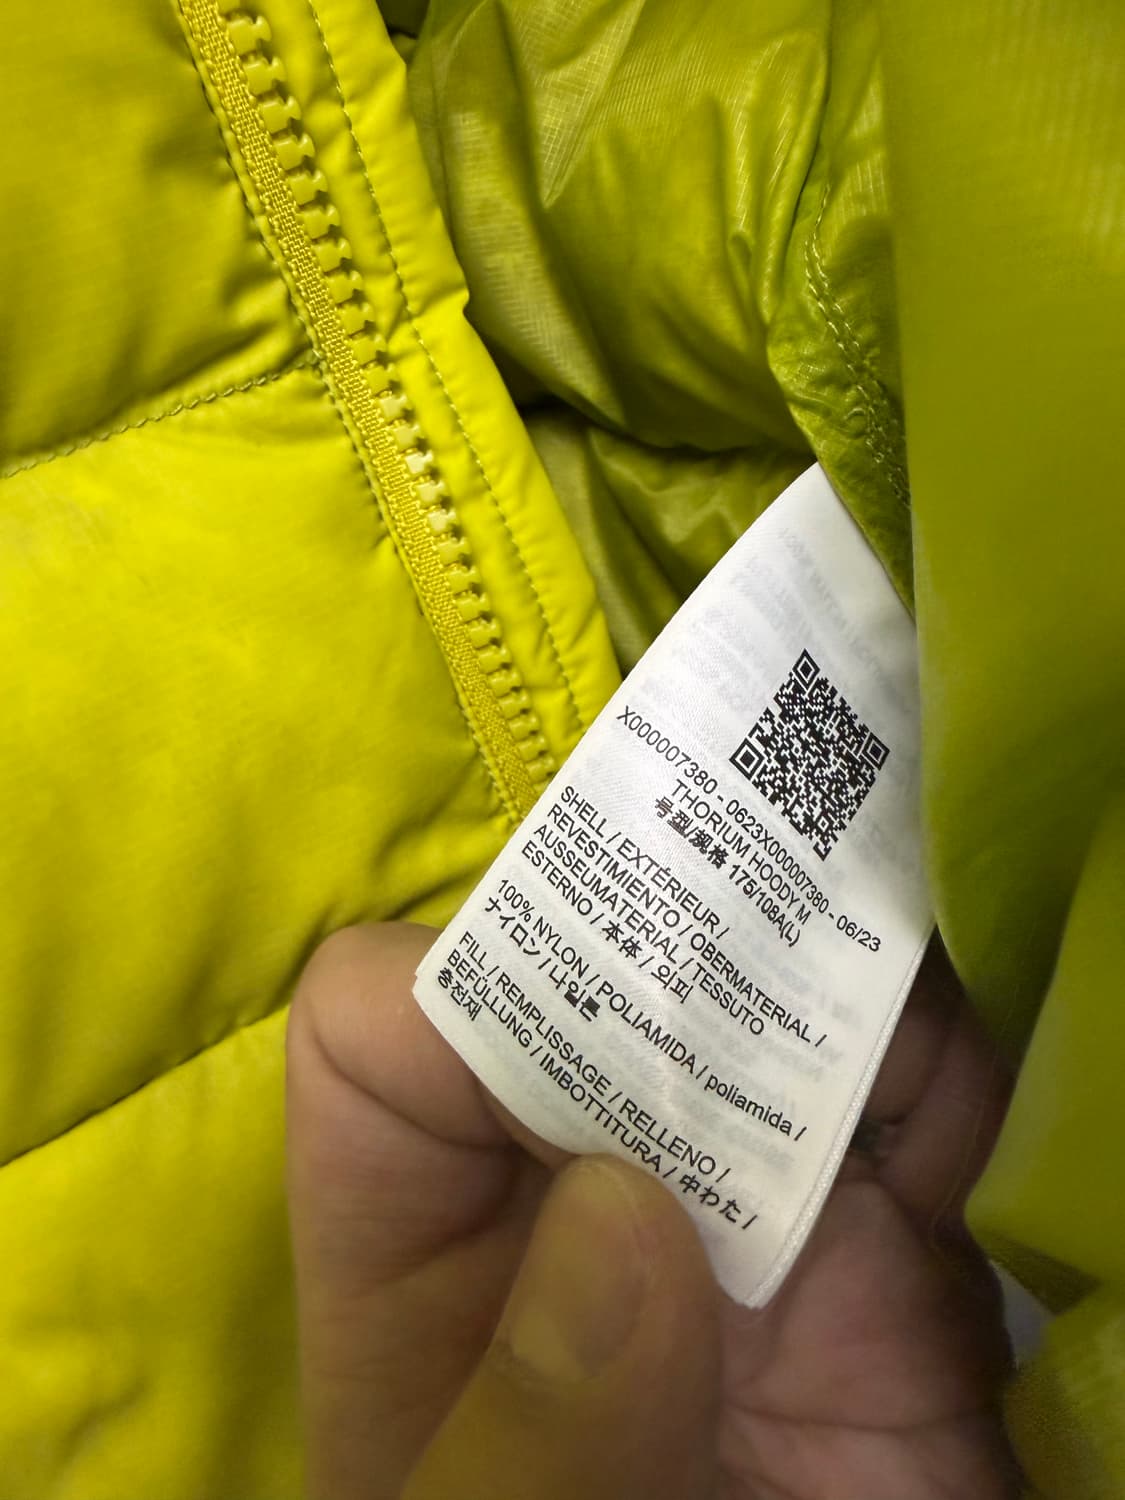 X000007380 - 0623X000007380 - 06/23
THORIUM HOODY M
号型/规格 175/108A(L)
SHELL / EXTÉRIEUR /
REVESTIMIENTO / OBERMATERIAL /
AUSSEUMATERIAL / TESSUTO
ESTERNO / 本体 / 외피
100% NYLON / POLIAMIDA / poliamida /
ナイロン / 나일론
FILL / REMPLISSAGE / RELLENO /
BEFÜLLUNG / IMBOTTITURA / 中わた /
충전재